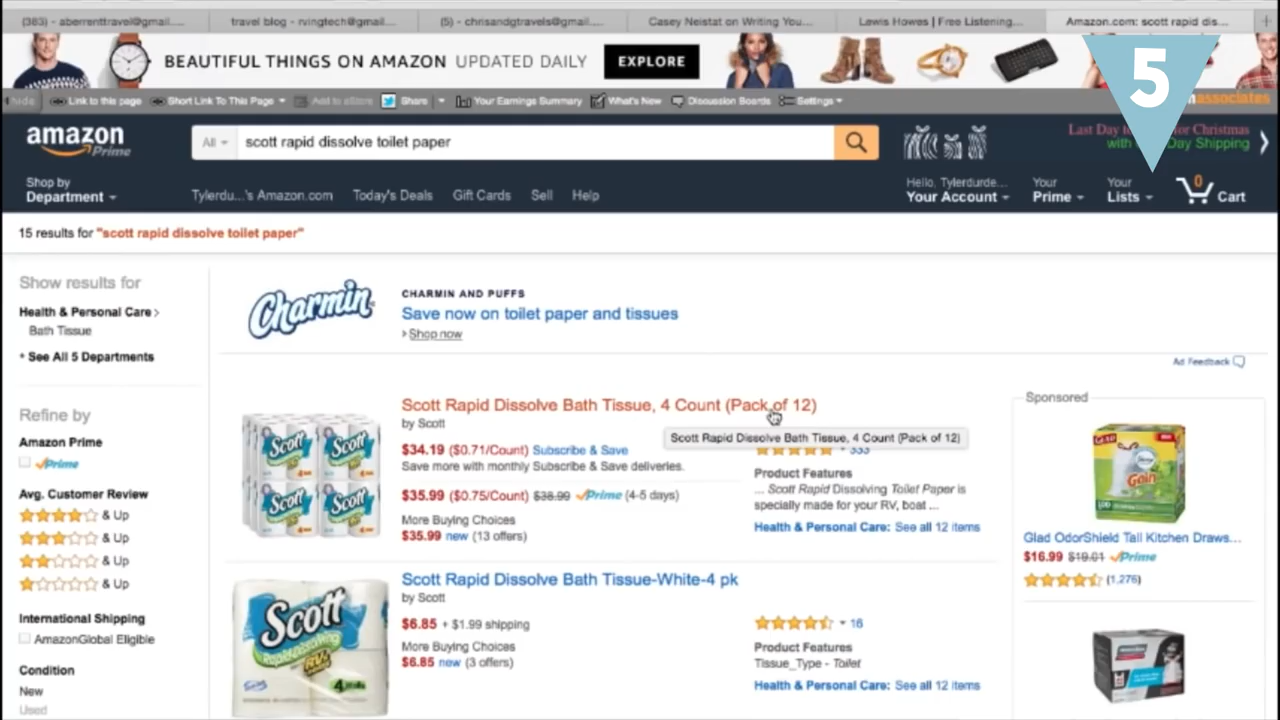 (383) - aberrenttravel@gmail....
travel blog - rvingtech@gmail....
(5) - chrisandgtravels@gmail....
Casey Neistat on Writing You...
Lewis Howes | Free Listening...
Amazon.com: scott rapid dis...
BEAUTIFUL THINGS ON AMAZON UPDATED DAILY
EXPLORE
5
hide
Link to this page
Short Link To This Page
Add to aStore
Share
Your Earnings Summary
What's New
Discussion Boards
Settings
associates
amazon
Prime
All
scott rapid dissolve toilet paper
Last Day for Christmas
with Day Shipping
Shop by
Department
Tylerdu...'s Amazon.com
Today's Deals
Gift Cards
Sell
Help
Hello, Tylerdurde...
Your Account
Your
Prime
Your
Lists
0
Cart
15 results for "scott rapid dissolve toilet paper"
Show results for
Health & Personal Care
Bath Tissue
+ See All 5 Departments
Refine by
Amazon Prime
Prime
Avg. Customer Review
& Up
& Up
& Up
& Up
International Shipping
AmazonGlobal Eligible
Condition
New
Used
Charmin
CHARMIN AND PUFFS
Save now on toilet paper and tissues
Shop now
Ad Feedback
Scott Rapid Dissolve Bath Tissue, 4 Count (Pack of 12)
by Scott
Scott Rapid Dissolve Bath Tissue, 4 Count (Pack of 12)
$34.19 ($0.71/Count) Subscribe & Save
Save more with monthly Subscribe & Save deliveries.
$35.99 ($0.75/Count) $38.99 Prime (4-5 days)
More Buying Choices
$35.99 new (13 offers)
333
Product Features
... Scott Rapid Dissolving Toilet Paper is
specially made for your RV, boat ...
Health & Personal Care: See all 12 items
Scott
Scott
Scott
Scott
Scott Rapid Dissolve Bath Tissue-White-4 pk
by Scott
$6.85 + $1.99 shipping
More Buying Choices
$6.85 new (3 offers)
16
Product Features
Tissue_Type - Toilet
Health & Personal Care: See all 12 items
Scott
RV
4
Sponsored
GLAD
Gain
Glad OdorShield Tall Kitchen Draws...
$16.99 $19.01 Prime
(1,276)